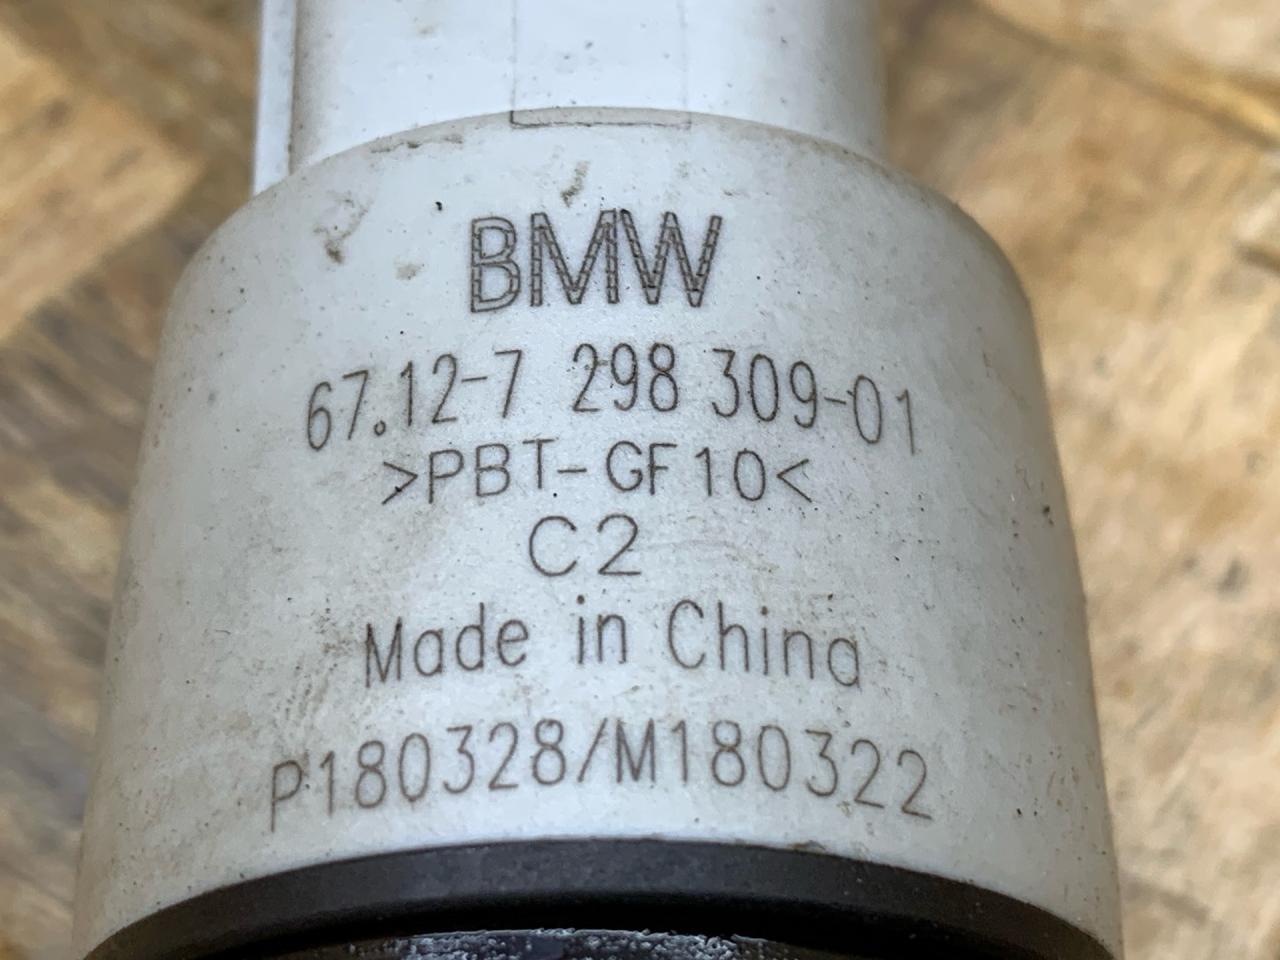 BMW
67.12-7 298 309-01
>PBT-GF10<
C2
Made in China
P180328/M180322